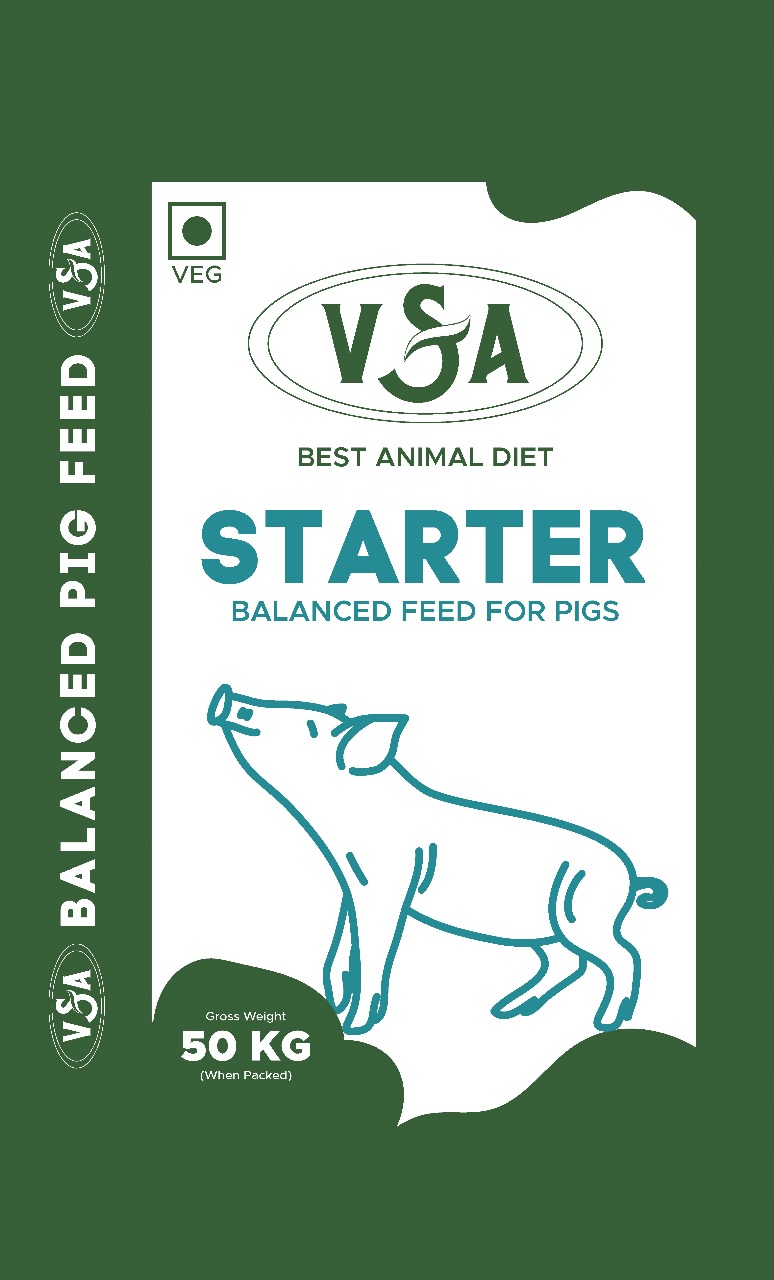 VEG
V&A
BEST ANIMAL DIET
STARTER
BALANCED FEED FOR PIGS
Gross Weight
50 KG
(When Packed)
V&A BALANCED PIG FEED V&A